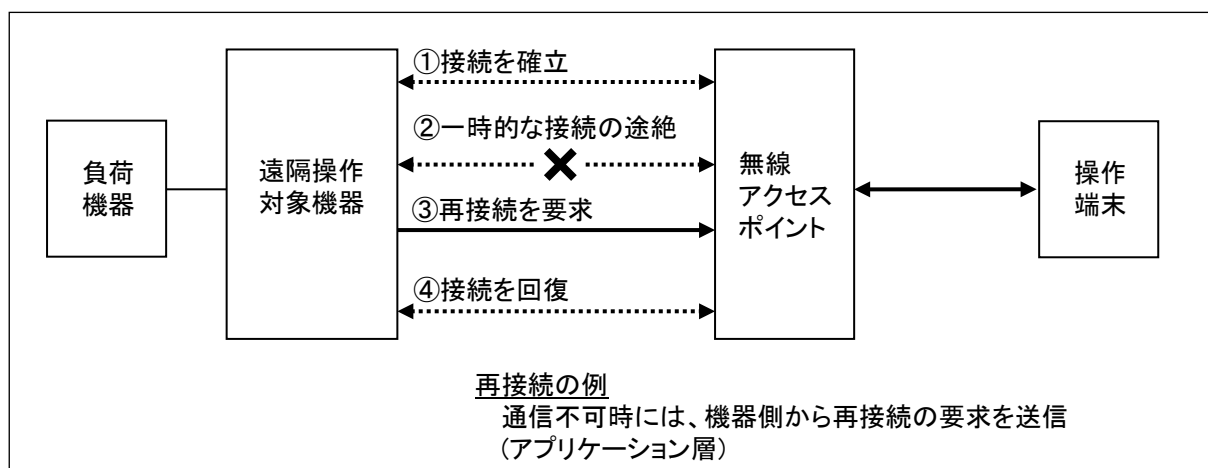 ①接続を確立
②一時的な接続の途絶
負荷
機器
遠隔操作
対象機器
③再接続を要求
無線
アクセス
ポイント
操作
端末
④接続を回復
再接続の例
通信不可時には、機器側から再接続の要求を送信
(アプリケーション層)